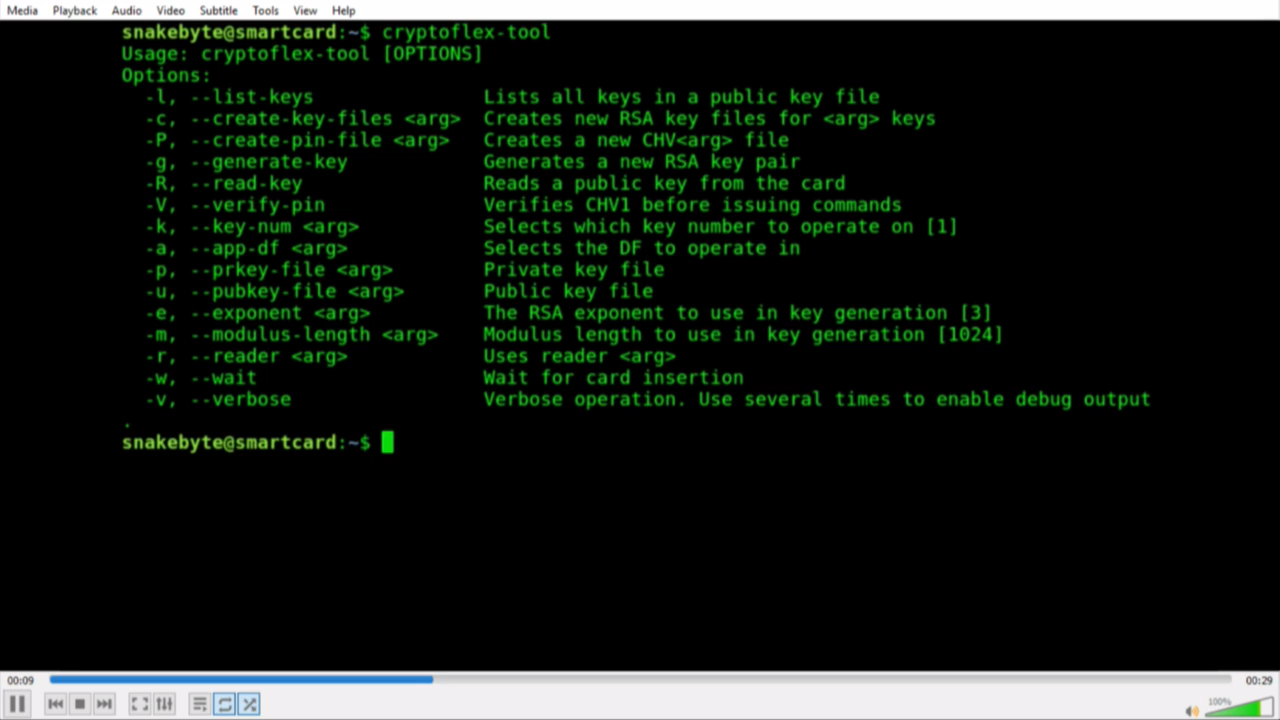 Media Playback Audio Video Subtitle Tools View Help
snakebyte@smartcard:~$ cryptoflex-tool
Usage: cryptoflex-tool [OPTIONS]
Options:
-l, --list-keys Lists all keys in a public key file
-c, --create-key-files <arg> Creates new RSA key files for <arg> keys
-P, --create-pin-file <arg> Creates a new CHV<arg> file
-g, --generate-key Generates a new RSA key pair
-R, --read-key Reads a public key from the card
-V, --verify-pin Verifies CHV1 before issuing commands
-k, --key-num <arg> Selects which key number to operate on [1]
-a, --app-df <arg> Selects the DF to operate in
-p, --prkey-file <arg> Private key file
-u, --pubkey-file <arg> Public key file
-e, --exponent <arg> The RSA exponent to use in key generation [3]
-m, --modulus-length <arg> Modulus length to use in key generation [1024]
-r, --reader <arg> Uses reader <arg>
-w, --wait Wait for card insertion
-v, --verbose Verbose operation. Use several times to enable debug output
.
snakebyte@smartcard:~$
00:09 00:29
100%